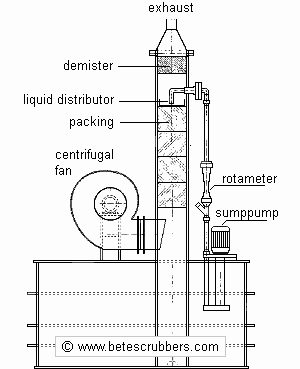 exhaust
demister
liquid distributor
packing
centrifugal
fan
rotameter
sumppump
© www.betescrubbers.com